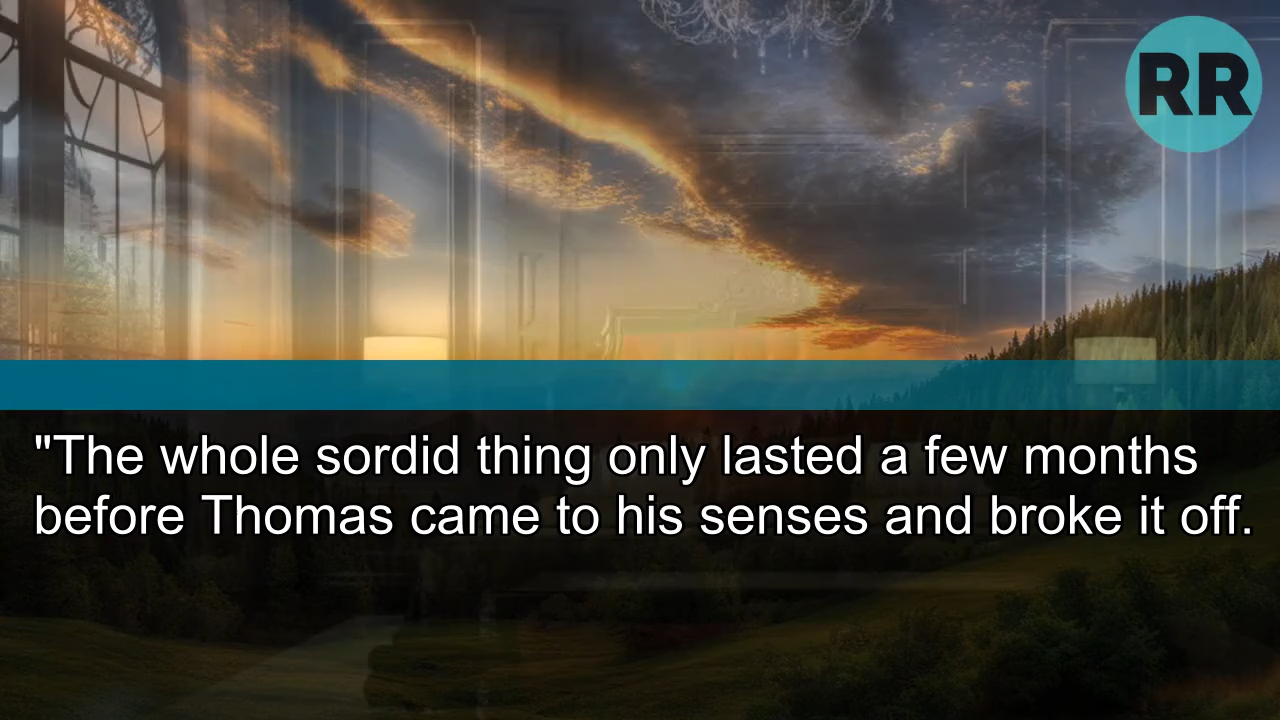 RR
"The whole sordid thing only lasted a few months
before Thomas came to his senses and broke it off.